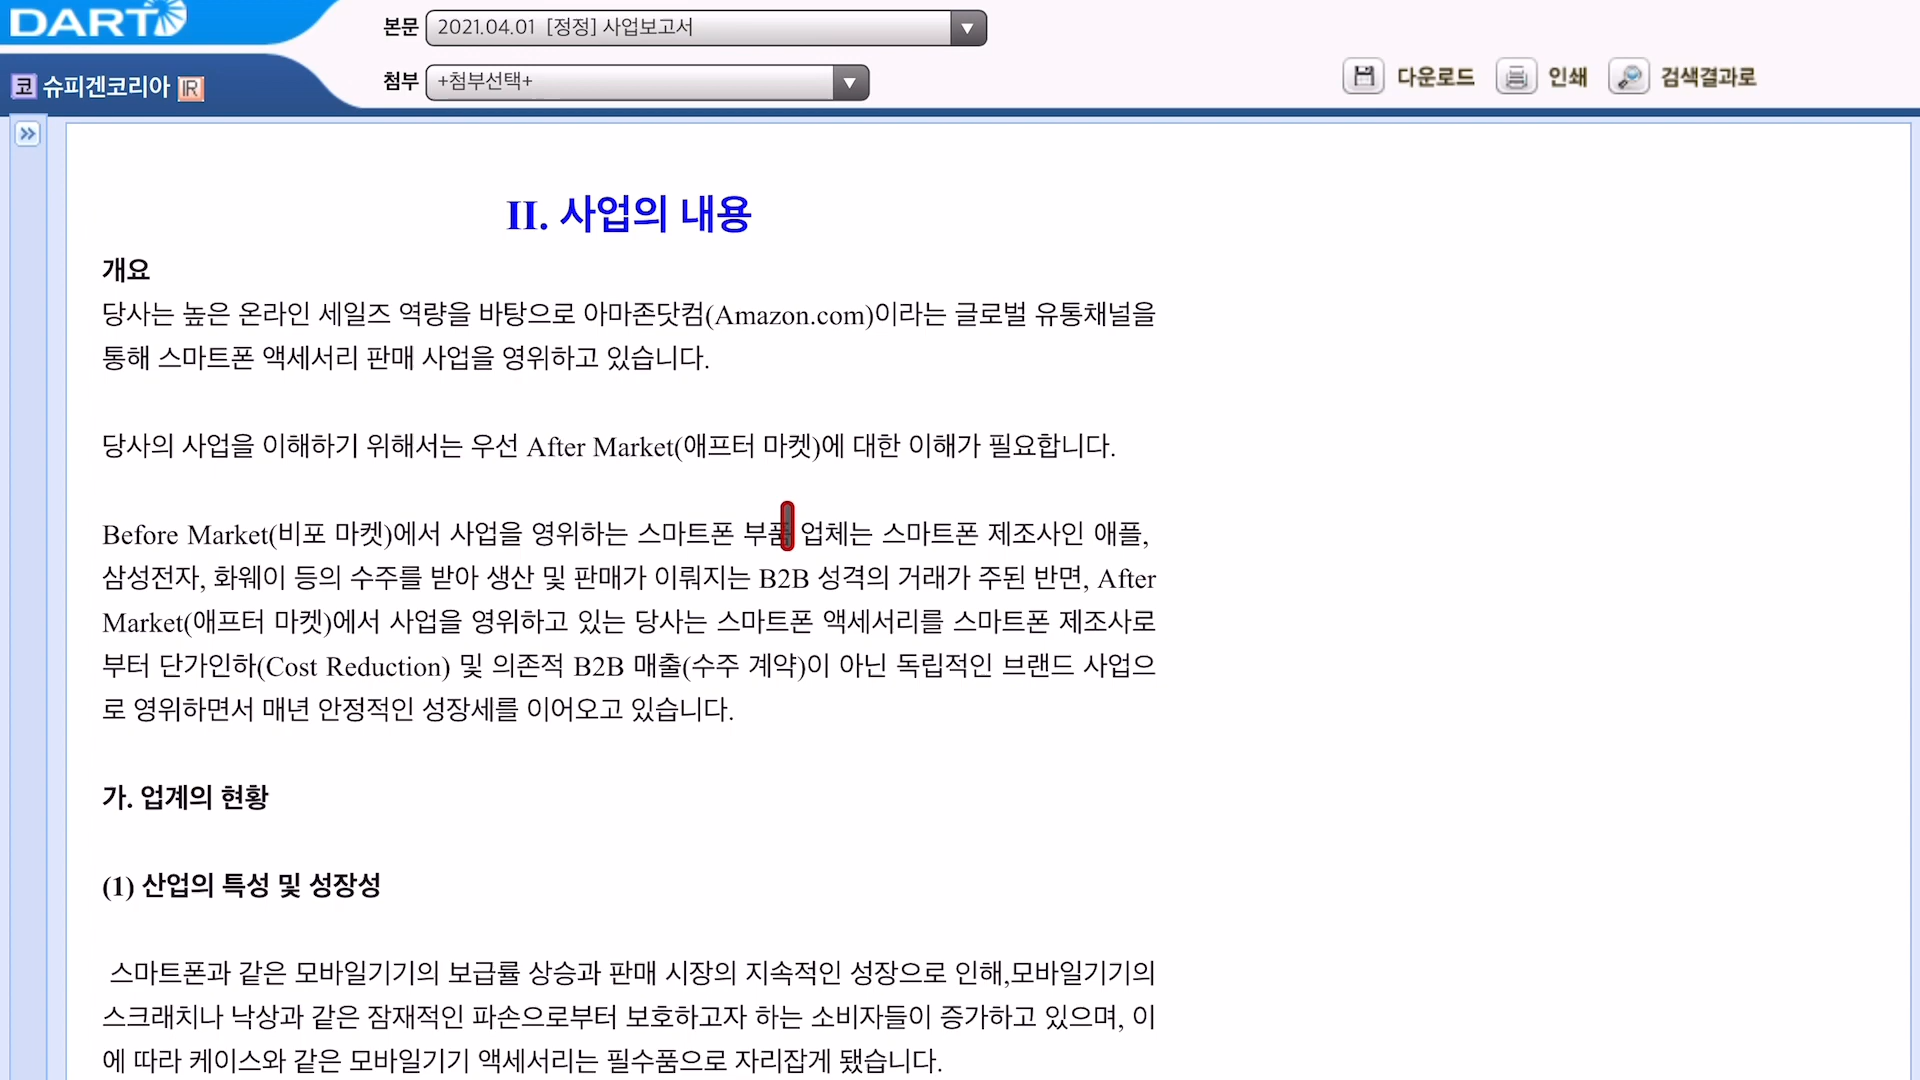 DART
본문 2021.04.01 [정정] 사업보고서
코 슈피겐코리아 IR
첨부 +첨부선택+
다운로드 인쇄 검색결과로
II. 사업의 내용
개요
당사는 높은 온라인 세일즈 역량을 바탕으로 아마존닷컴(Amazon.com)이라는 글로벌 유통채널을
통해 스마트폰 액세서리 판매 사업을 영위하고 있습니다.
당사의 사업을 이해하기 위해서는 우선 After Market(애프터 마켓)에 대한 이해가 필요합니다.
Before Market(비포 마켓)에서 사업을 영위하는 스마트폰 부품 업체는 스마트폰 제조사인 애플,
삼성전자, 화웨이 등의 수주를 받아 생산 및 판매가 이뤄지는 B2B 성격의 거래가 주된 반면, After
Market(애프터 마켓)에서 사업을 영위하고 있는 당사는 스마트폰 액세서리를 스마트폰 제조사로
부터 단가인하(Cost Reduction) 및 의존적 B2B 매출(수주 계약)이 아닌 독립적인 브랜드 사업으
로 영위하면서 매년 안정적인 성장세를 이어오고 있습니다.
가. 업계의 현황
(1) 산업의 특성 및 성장성
스마트폰과 같은 모바일기기의 보급률 상승과 판매 시장의 지속적인 성장으로 인해,모바일기기의
스크래치나 낙상과 같은 잠재적인 파손으로부터 보호하고자 하는 소비자들이 증가하고 있으며, 이
에 따라 케이스와 같은 모바일기기 액세서리는 필수품으로 자리잡게 됐습니다.